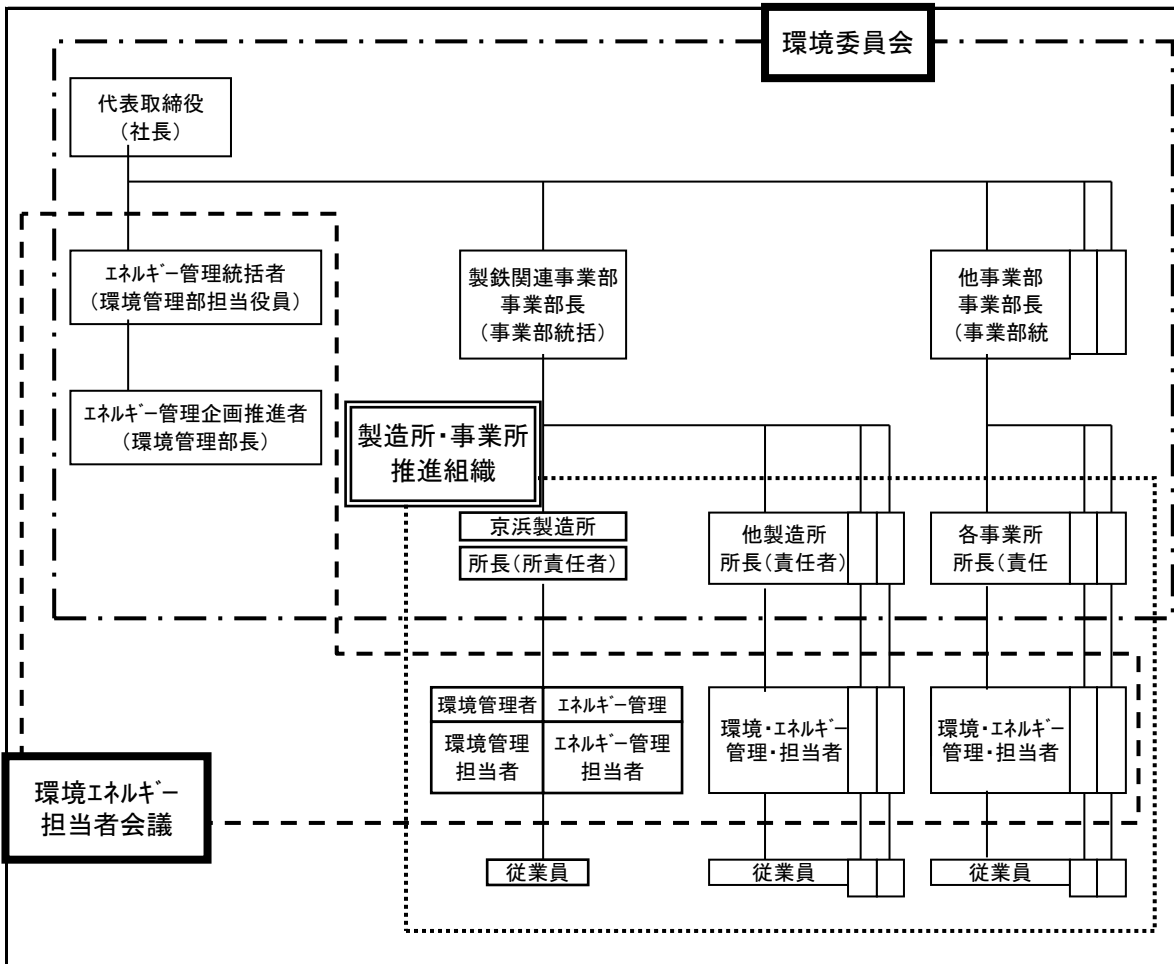 環境委員会
代表取締役
（社長）
エネルギー管理統括者
（環境管理部担当役員）
製鉄関連事業部
事業部長
（事業部統括）
他事業部
事業部長
（事業部統
エネルギー管理企画推進者
（環境管理部長）
製造所・事業所
推進組織
京浜製造所
所長（所責任者）
他製造所
所長（責任者）
各事業所
所長（責任
環境管理者
エネルギー管理
環境管理
担当者
エネルギー管理
担当者
環境・エネルギー
管理・担当者
環境・エネルギー
管理・担当者
環境エネルギー
担当者会議
従業員
従業員
従業員